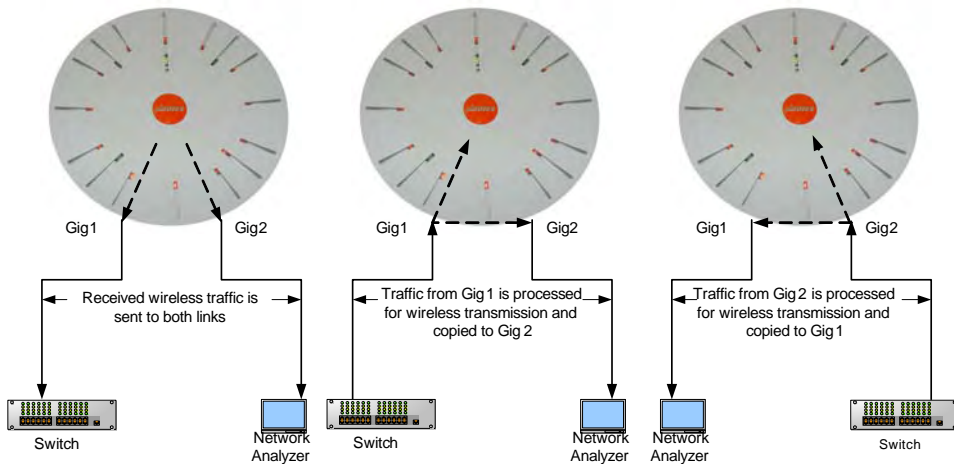 Gig1
Gig2
Received wireless traffic is
sent to both links
Switch
Network
Analyzer
Gig1
Gig2
Traffic from Gig 1 is processed
for wireless transmission and
copied to Gig 2
Switch
Network
Analyzer
Gig1
Gig2
Traffic from Gig 2 is processed
for wireless transmission and
copied to Gig 1
Network
Analyzer
Switch